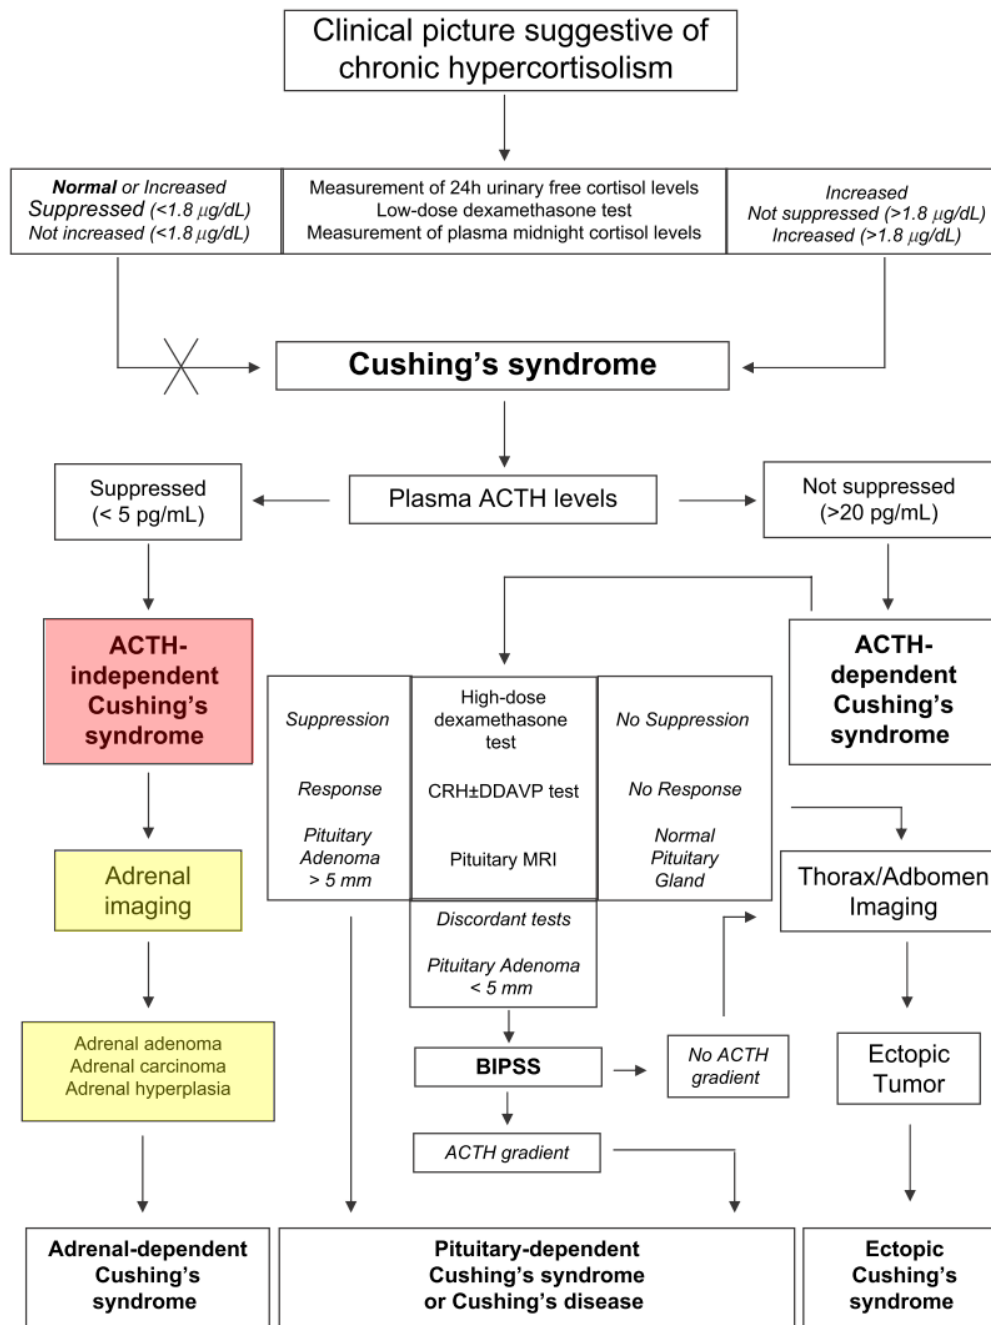 Clinical picture suggestive of
chronic hypercortisolism
Normal or Increased
Suppressed (<1.8 µg/dL)
Not increased (<1.8 µg/dL)
Measurement of 24h urinary free cortisol levels
Low-dose dexamethasone test
Measurement of plasma midnight cortisol levels
Increased
Not suppressed (>1.8 µg/dL)
Increased (>1.8 µg/dL)
Cushing's syndrome
Suppressed
(< 5 pg/mL)
Plasma ACTH levels
Not suppressed
(>20 pg/mL)
ACTH-
independent
Cushing's
syndrome
ACTH-
dependent
Cushing's
syndrome
Suppression
High-dose
dexamethasone
test
No Suppression
Response
CRH±DDAVP test
No Response
Pituitary
Adenoma
> 5 mm
Pituitary MRI
Normal
Pituitary
Gland
Adrenal
imaging
Thorax/Adbomen
Imaging
Discordant tests
Pituitary Adenoma
< 5 mm
Adrenal adenoma
Adrenal carcinoma
Adrenal hyperplasia
BIPSS
No ACTH
gradient
Ectopic
Tumor
ACTH gradient
Adrenal-dependent
Cushing's
syndrome
Pituitary-dependent
Cushing's syndrome
or Cushing's disease
Ectopic
Cushing's
syndrome